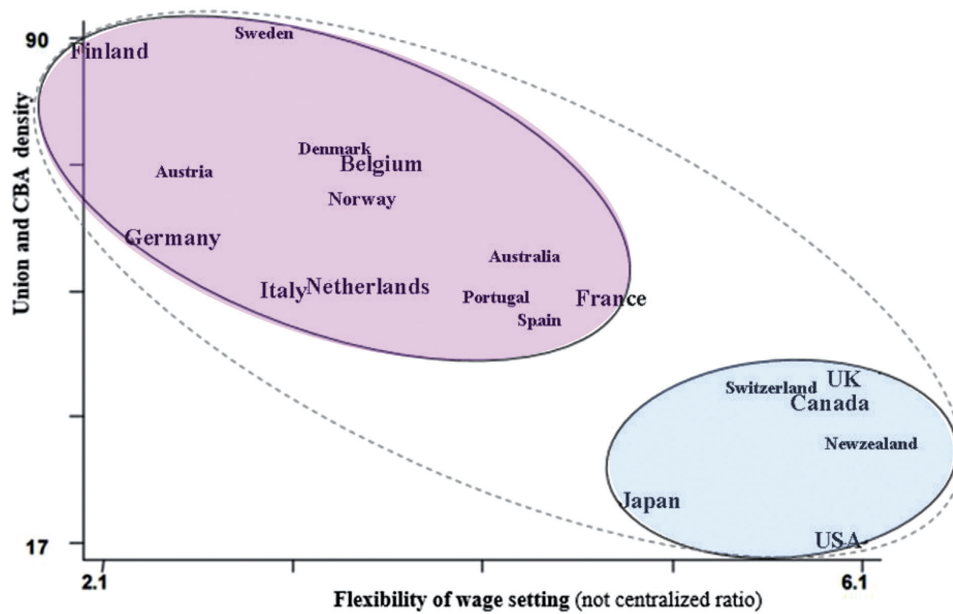 90
Finland
Sweden
Denmark
Belgium
Austria
Norway
Germany
Australia
Italy
Netherlands
Portugal
France
Spain
Switzerland
UK
Canada
Newzealand
Japan
USA
17
2.1
6.1
Union and CBA density
Flexibility of wage setting (not centralized ratio)